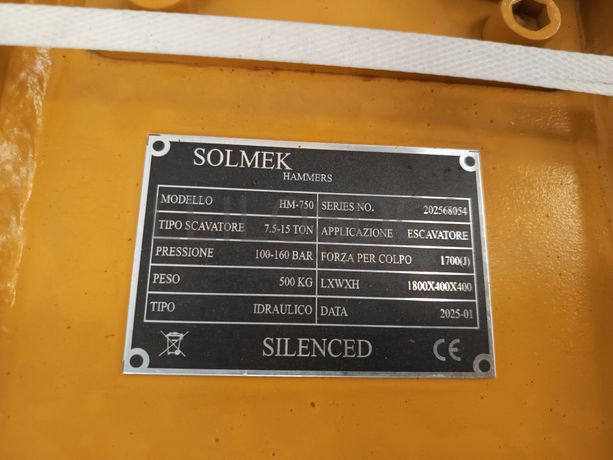 SOLMEK
HAMMERS
MODELLO HM-750 SERIES NO. 202568054
TIPO SCAVATORE 7.5-15 TON APPLICAZIONE ESCAVATORE
PRESSIONE 100-160 BAR FORZA PER COLPO 1700(J)
PESO 500 KG LXWXH 1800X400X400
TIPO IDRAULICO DATA 2025-01
SILENCED CE